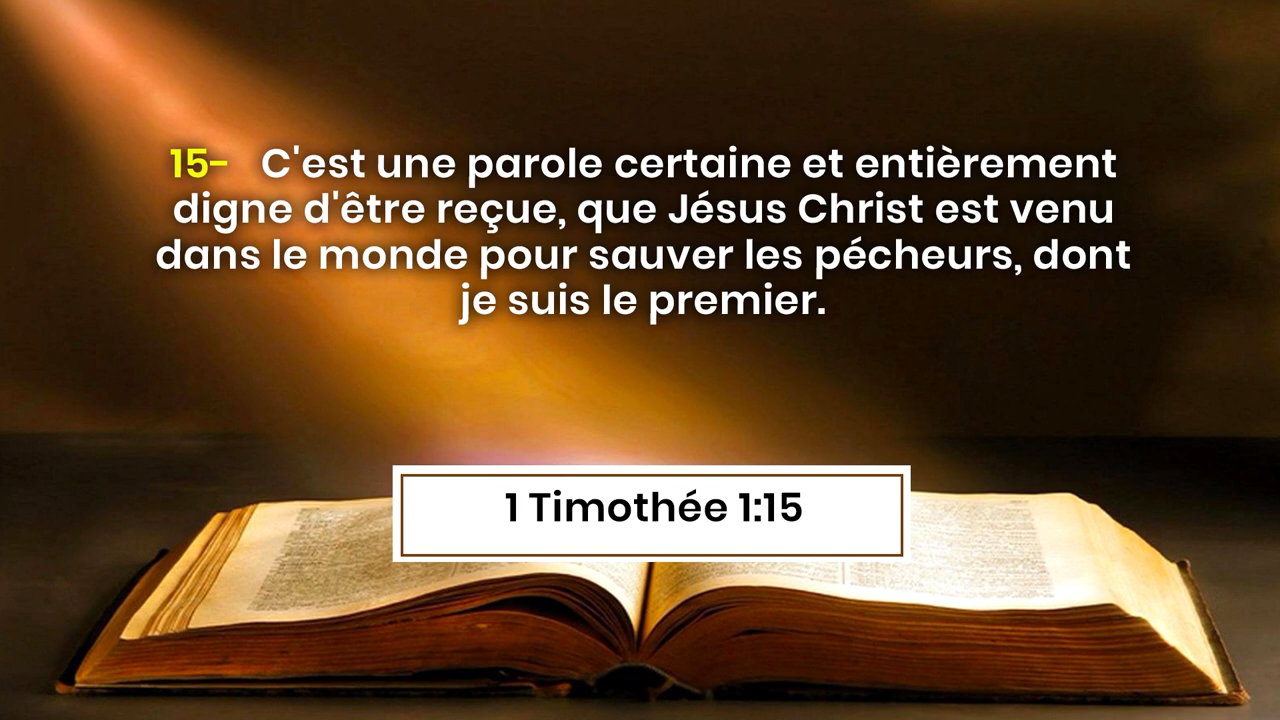 15- C'est une parole certaine et entièrement
digne d'être reçue, que Jésus Christ est venu
dans le monde pour sauver les pécheurs, dont
je suis le premier.
1 Timothée 1:15